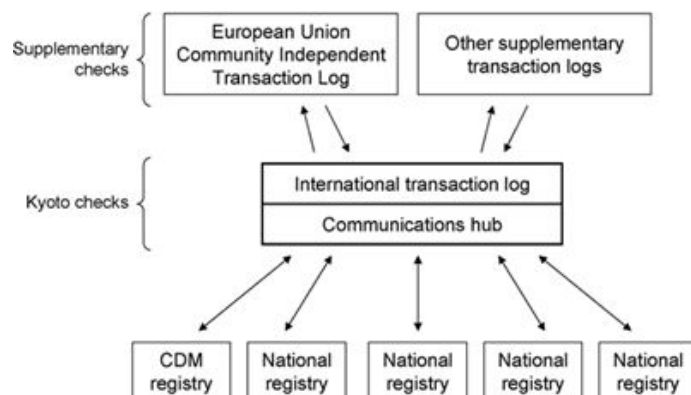 Supplementary
checks
European Union
Community Independent
Transaction Log
Other supplementary
transaction logs
Kyoto checks
International transaction log
Communications hub
CDM
registry
National
registry
National
registry
National
registry
National
registry